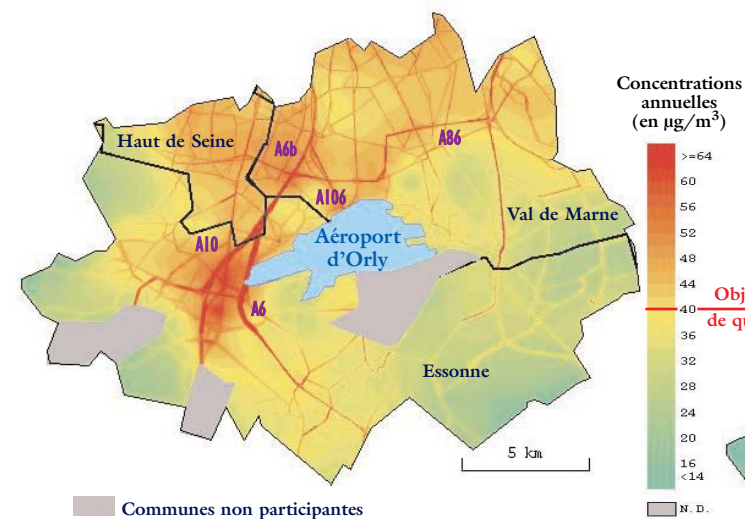 Concentrations
annuelles
(en µg/m³)
Haut de Seine
A6b
A86
A106
Val de Marne
A10
Aéroport
d'Orly
A6
Essonne
>=64
60
56
52
48
44
40
36
32
28
24
20
16
<14
N.D.
5 km
Communes non participantes
de